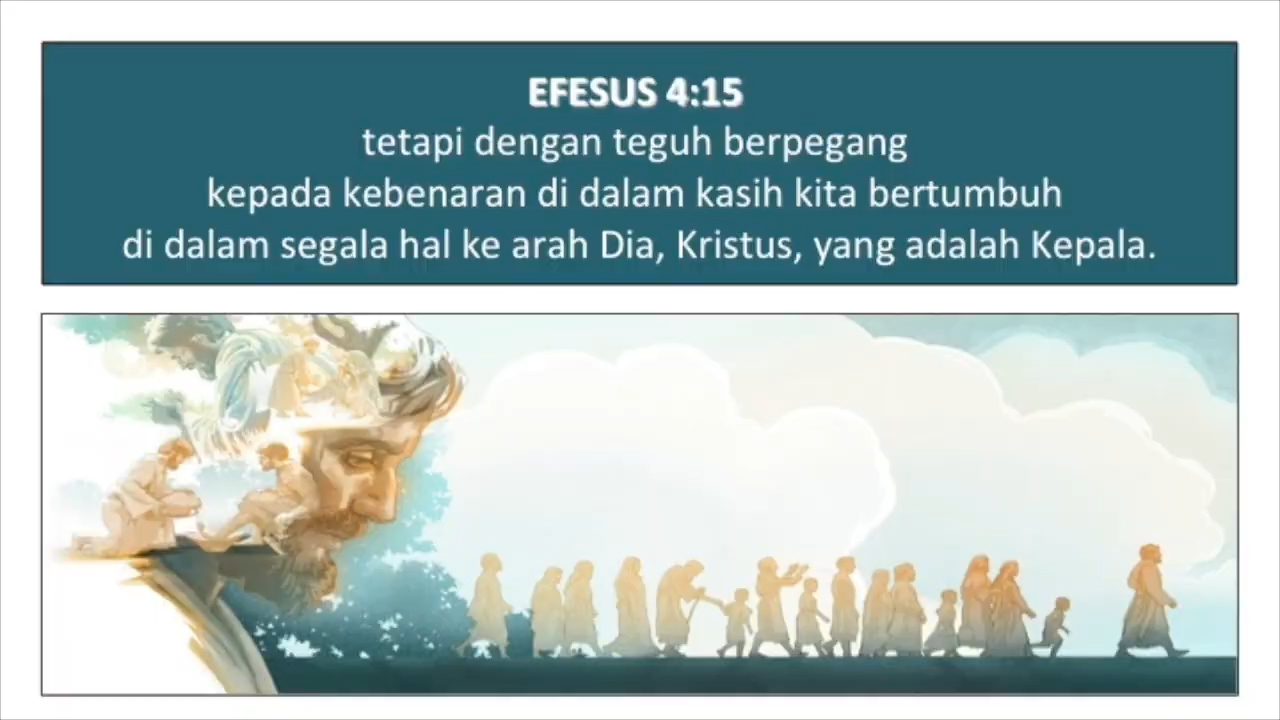 EFESUS 4:15
tetapi dengan teguh berpegang
kepada kebenaran di dalam kasih kita bertumbuh
di dalam segala hal ke arah Dia, Kristus, yang adalah Kepala.